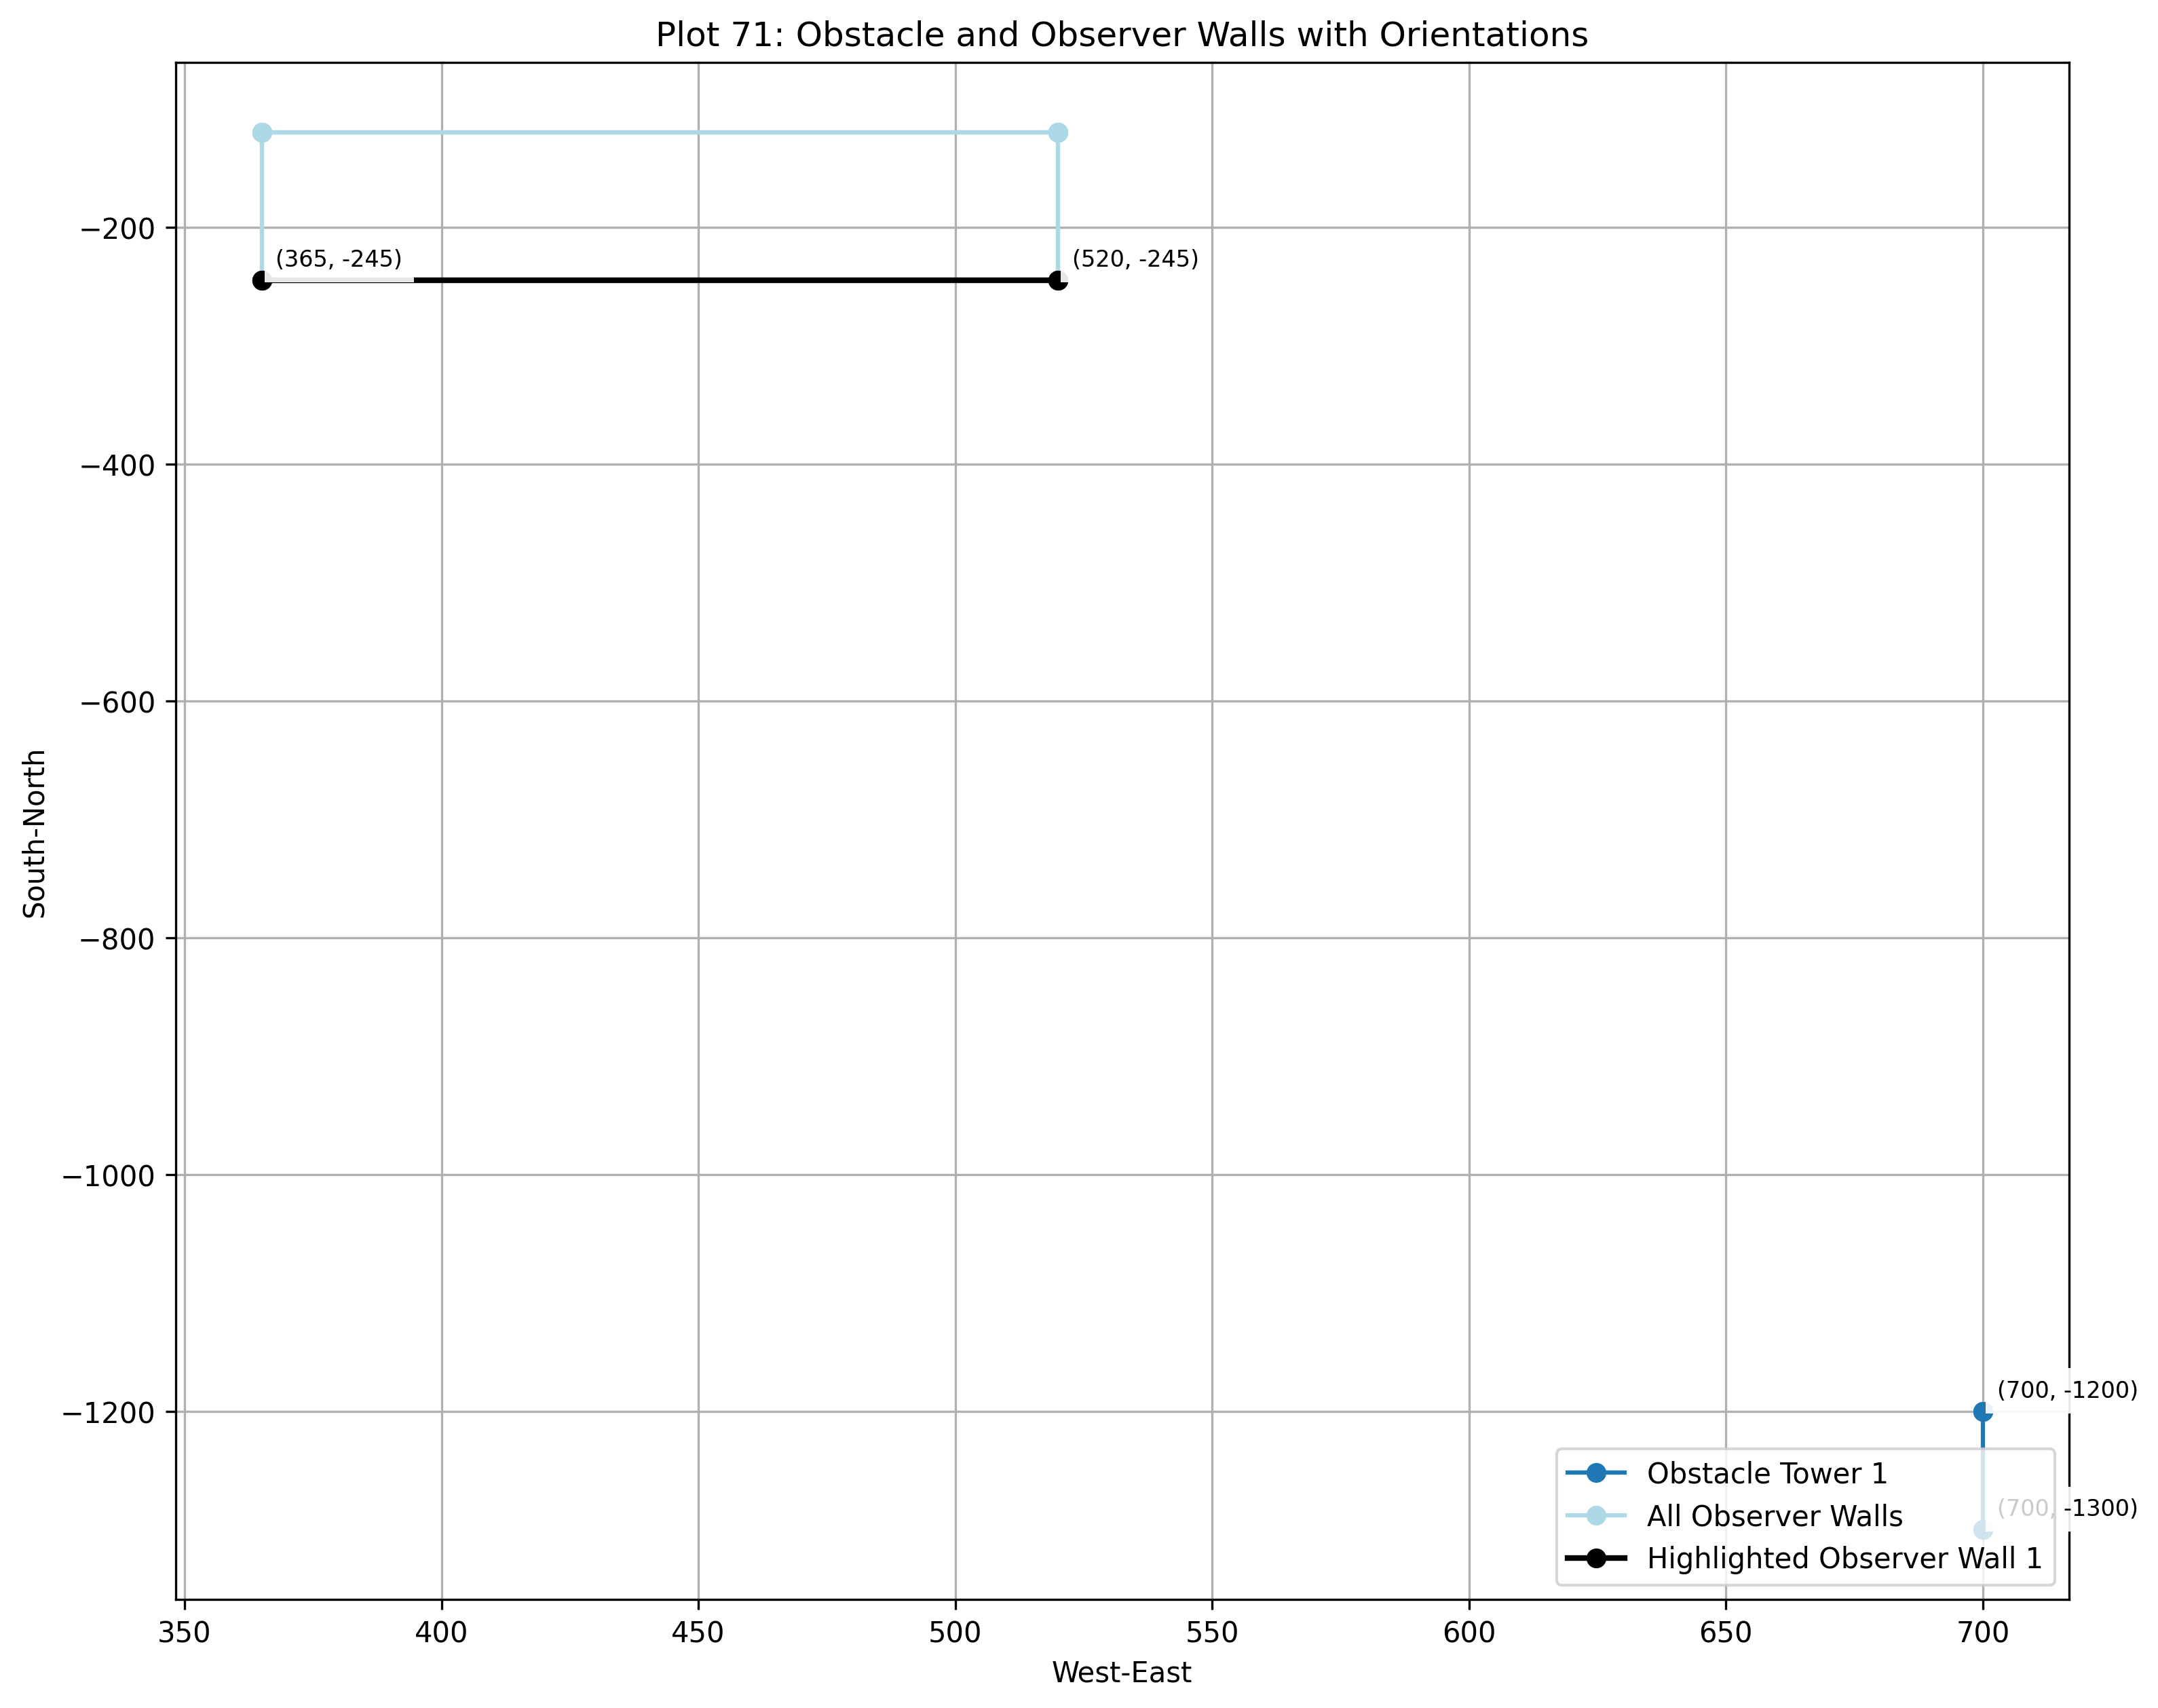 Plot 71: Obstacle and Observer Walls with Orientations
(365, -245)
(520, -245)
−200
−400
−600
−800
−1000
−1200
South-North
(700, -1200)
(700, -1300)
Obstacle Tower 1
All Observer Walls
Highlighted Observer Wall 1
350 400 450 500 550 600 650 700
West-East